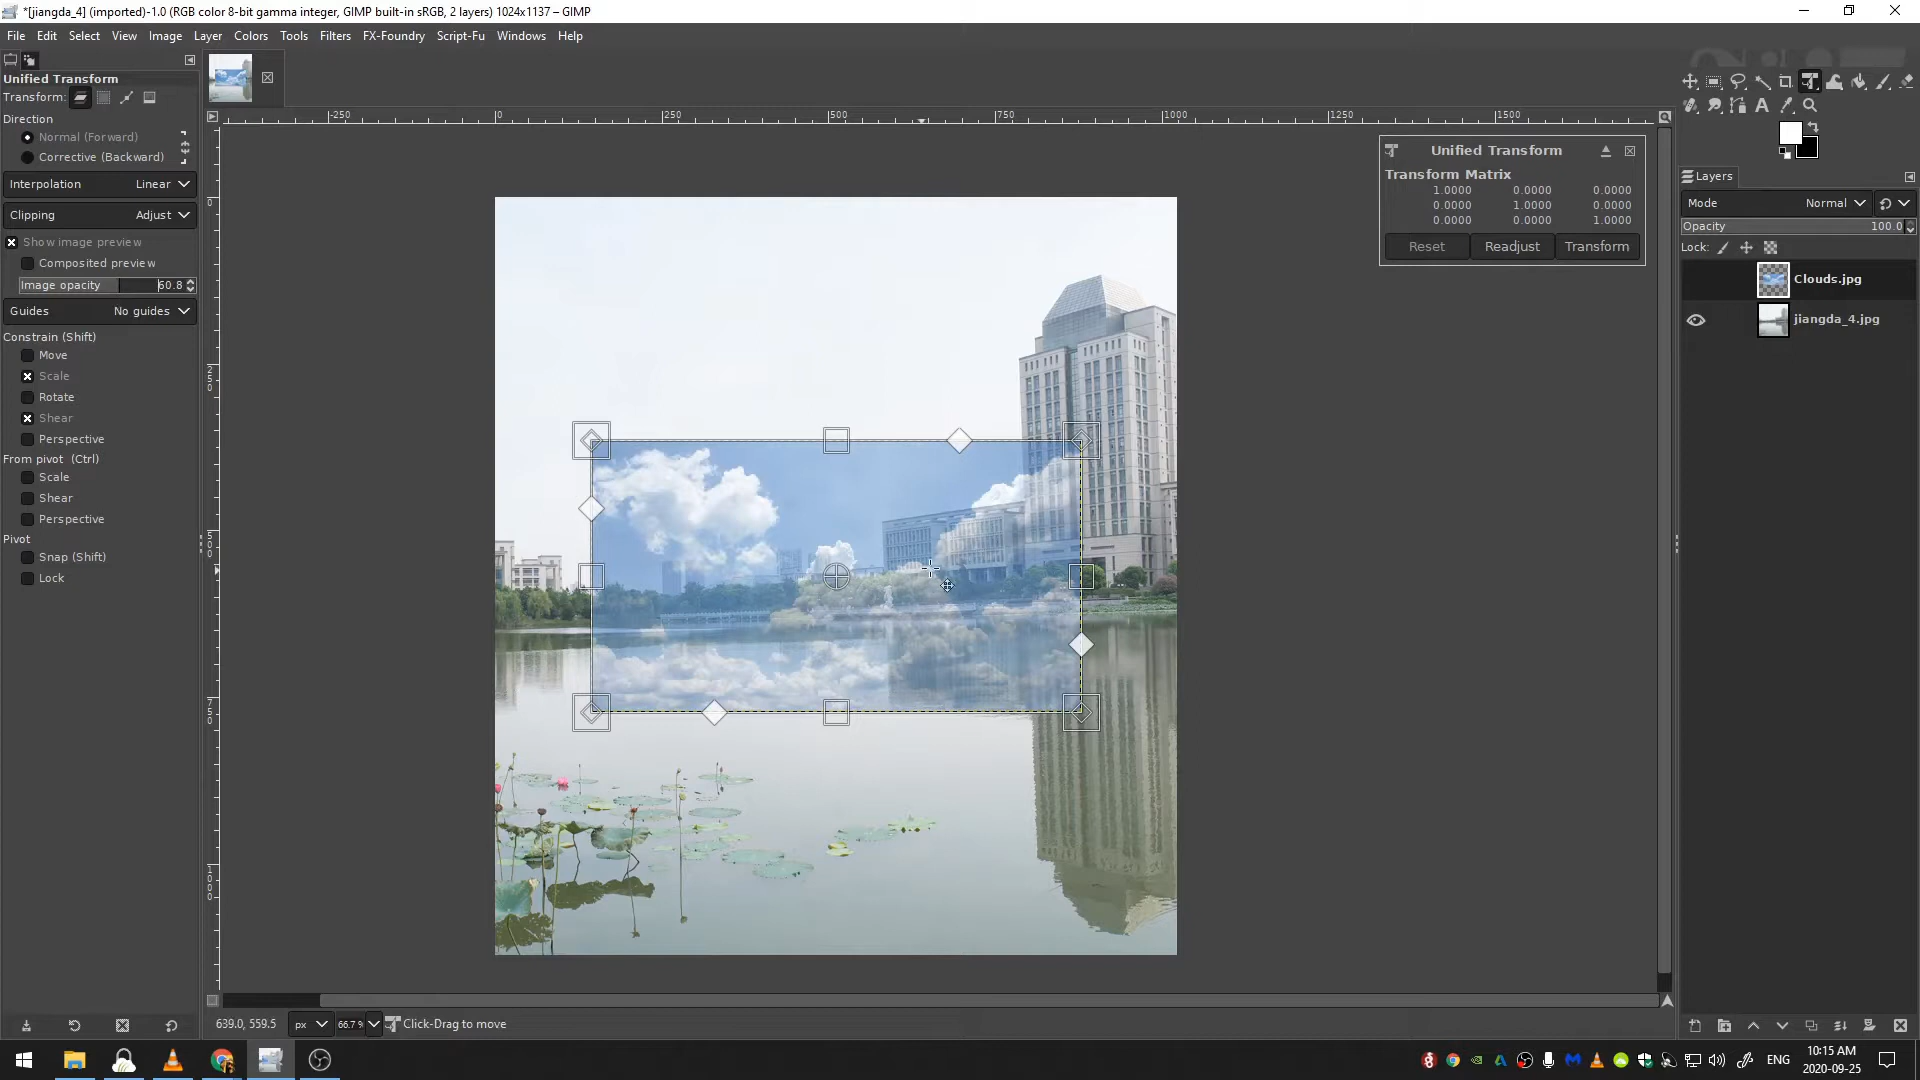 *[jiangda_4] (imported)-1.0 (RGB color 8-bit gamma integer, GIMP built-in sRGB, 2 layers) 1024x1137 – GIMP
File Edit Select View Image Layer Colors Tools Filters FX-Foundry Script-Fu Windows Help
Unified Transform
Transform:
Direction
Normal (Forward)
Corrective (Backward)
Interpolation Linear
Clipping Adjust
Show image preview
Composited preview
Image opacity 60.8
Guides No guides
Constrain (Shift)
Move
Scale
Rotate
Shear
Perspective
From pivot (Ctrl)
Scale
Shear
Perspective
Pivot
Snap (Shift)
Lock
-250 0 250 500 750 1000 1250 1500
0
250
500
750
1000
Unified Transform
Transform Matrix
1.0000 0.0000 0.0000
0.0000 1.0000 0.0000
0.0000 0.0000 1.0000
Reset Readjust Transform
Layers
Mode Normal
Opacity 100.0
Lock:
Clouds.jpg
jiangda_4.jpg
639.0, 559.5 px 66.7 % Click-Drag to move
ENG
10:15 AM
2020-09-25